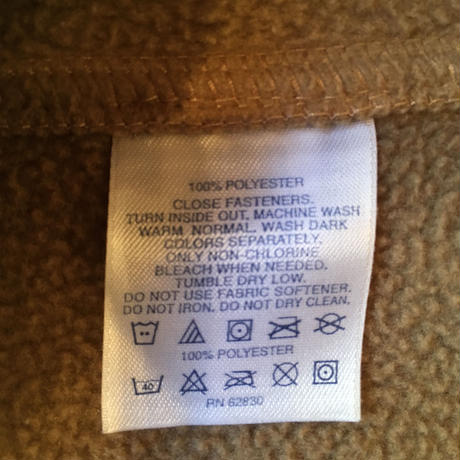 100% POLYESTER
CLOSE FASTENERS.
TURN INSIDE OUT. MACHINE WASH
WARM, NORMAL. WASH DARK
COLORS SEPARATELY.
ONLY NON-CHLORINE
BLEACH WHEN NEEDED.
TUMBLE DRY LOW.
DO NOT USE FABRIC SOFTENER.
DO NOT IRON. DO NOT DRY CLEAN.
100% POLYESTER
40
RN 62830